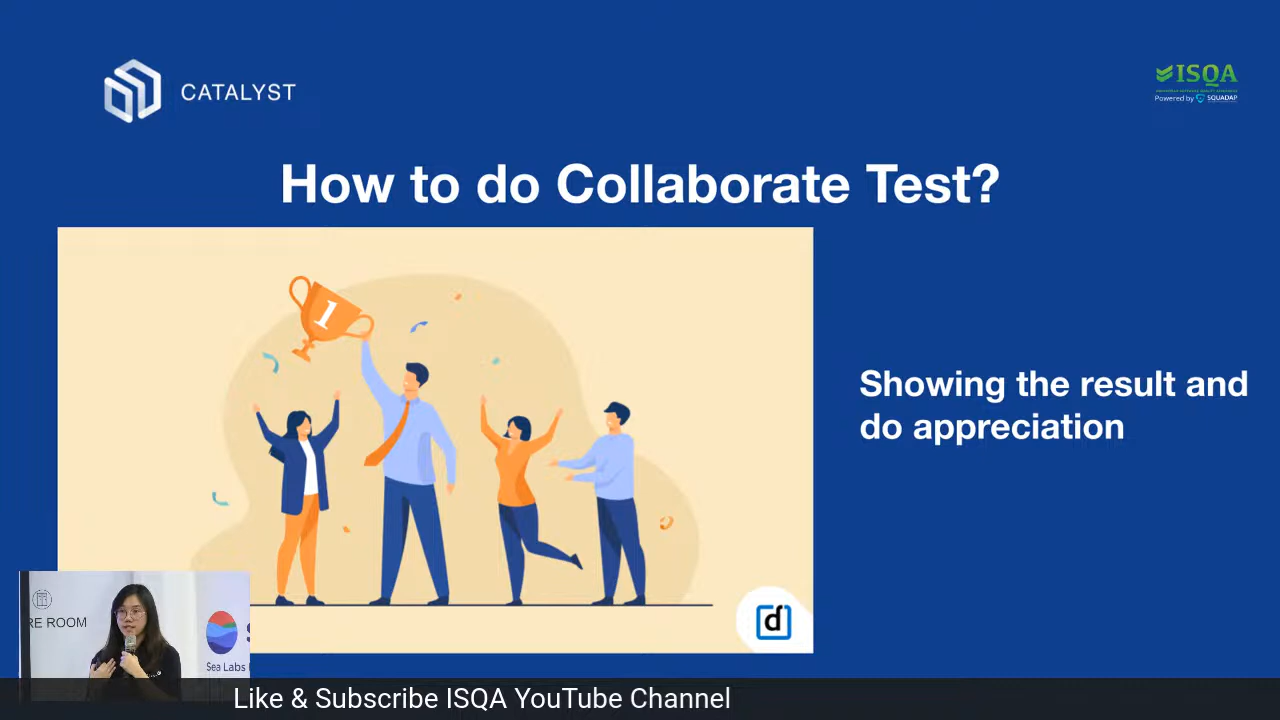 CATALYST
ISQA
Powered by SQUADAP
How to do Collaborate Test?
1
Showing the result and
do appreciation
d
RE ROOM
Sea Labs
Like & Subscribe ISQA YouTube Channel